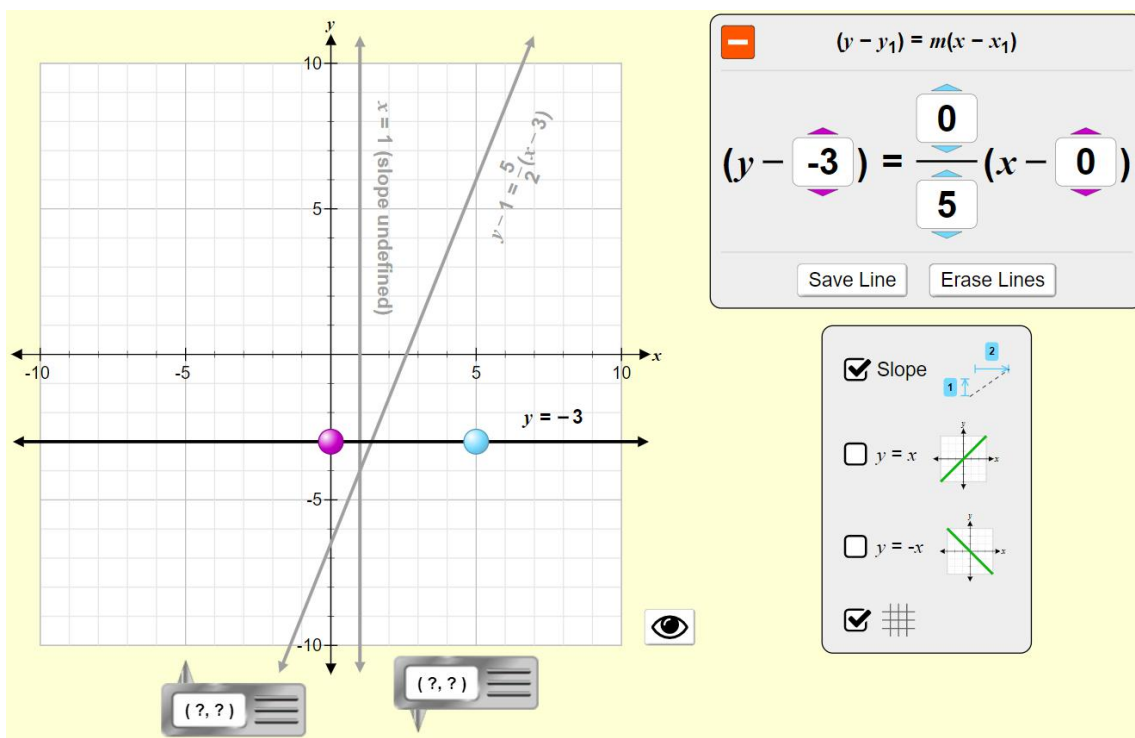 y
10
5
-10
-5
5
10
x
-5
-10
x = 1 (slope undefined)
y − 1 = 5/2(x − 3)
y = − 3
( ?, ? )
( ?, ? )
(y − y₁) = m(x − x₁)
(y − -3) = 0/5 (x − 0)
Save Line
Erase Lines
Slope
2
1
y = x
y
x
y = -x
y
x